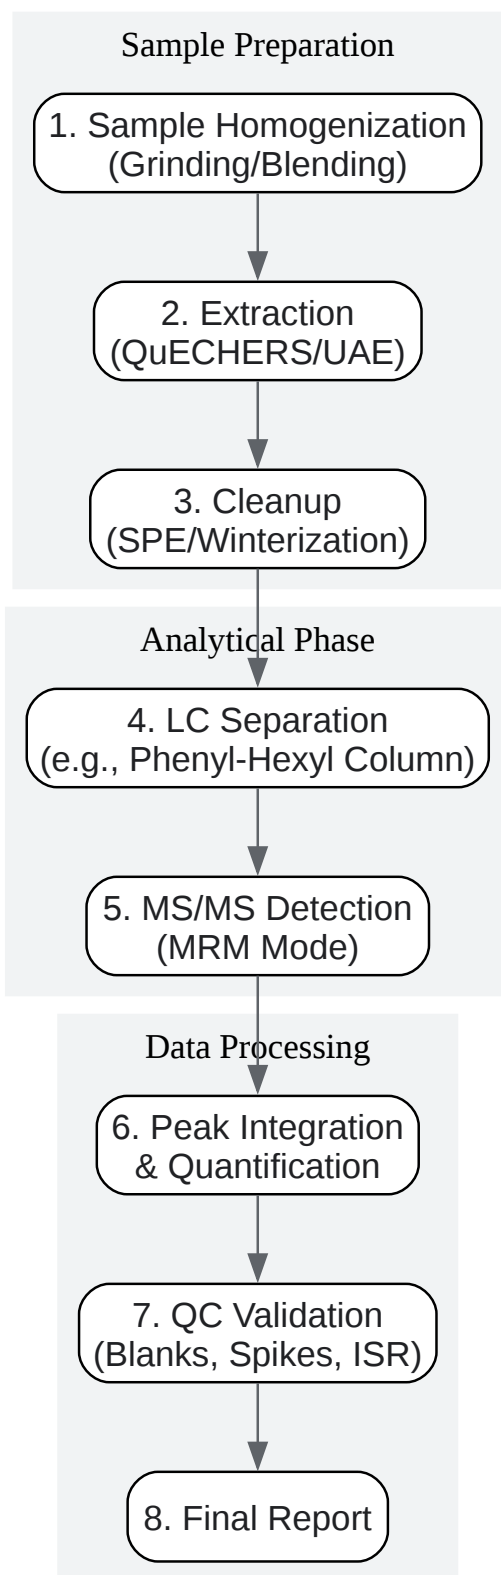 Sample Preparation
1. Sample Homogenization
(Grinding/Blending)
2. Extraction
(QuECHERS/UAE)
3. Cleanup
(SPE/Winterization)
Analytical Phase
4. LC Separation
(e.g., Phenyl-Hexyl Column)
5. MS/MS Detection
(MRM Mode)
Data Processing
6. Peak Integration
& Quantification
7. QC Validation
(Blanks, Spikes, ISR)
8. Final Report